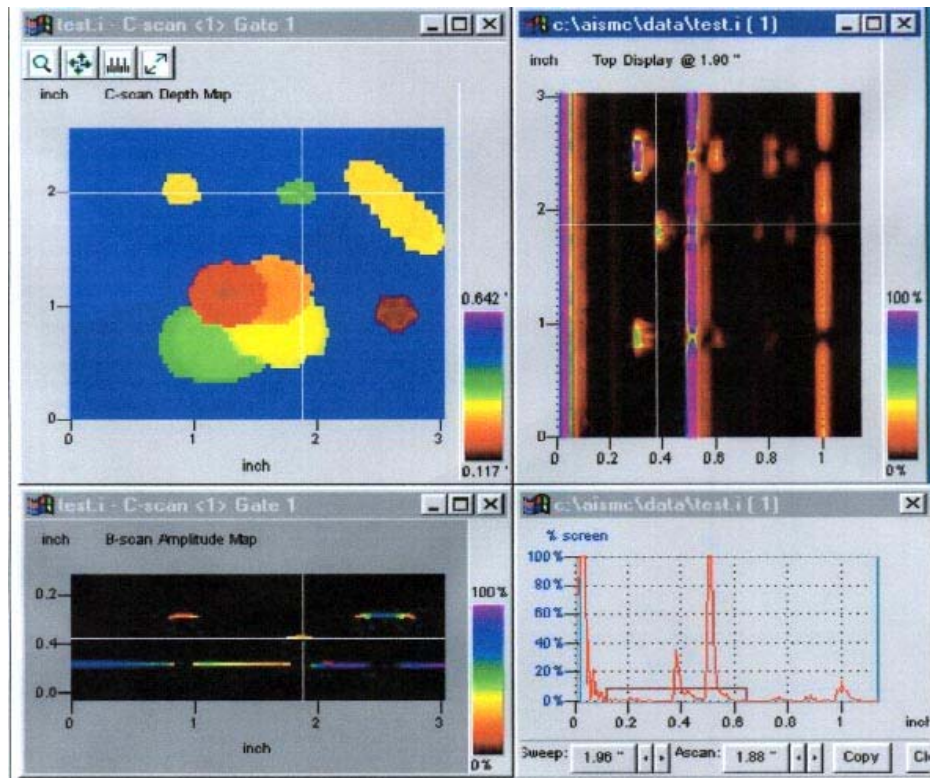 test.i - C-scan <1> Gate 1
inch C-scan Depth Map
2
1
0
0 1 2 3
inch
0.642 "
0.117 "
c:\aismc\data\test.i [ 1]
inch Top Display @ 1.90 "
3
2
1
0
0 0.2 0.4 0.6 0.8 1
inch
100 %
0%
test.i - C-scan <1> Gate 1
inch B-scan Amplitude Map
0.2
0.4
0.0
0 1 2 3
inch
100 %
0%
c:\aismc\data\test.i [ 1]
% screen
100 %
80 %
60 %
40 %
20 %
0 %
0 0.2 0.4 0.6 0.8 1 inch
Sweep: 1.96 " Ascan: 1.88 " Copy